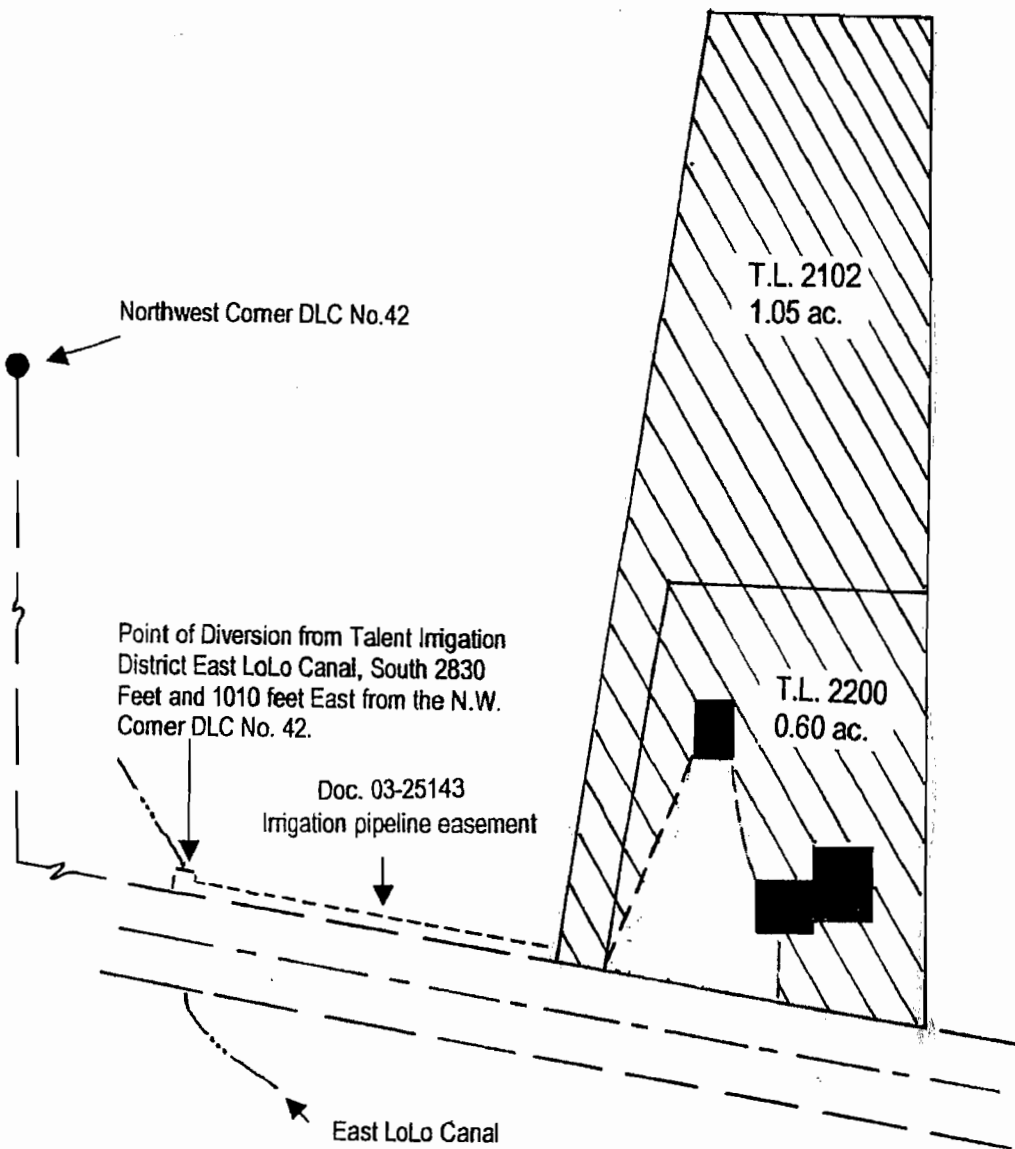 T.L. 2102
1.05 ac.
Northwest Corner DLC No.42
Point of Diversion from Talent Irrigation
District East LoLo Canal, South 2830
Feet and 1010 feet East from the N.W.
Corner DLC No. 42.
T.L. 2200
0.60 ac.
Doc. 03-25143
Irrigation pipeline easement
East LoLo Canal